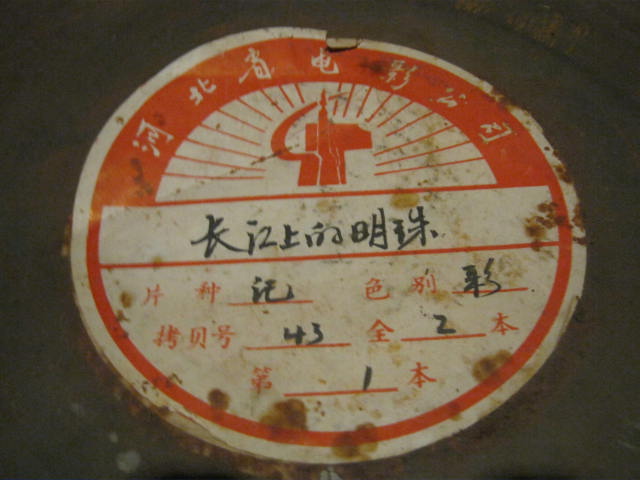 河北省电影公司
长江上的明珠
片种 记 色别 彩
拷贝号 43 全 2 本
第 1 本